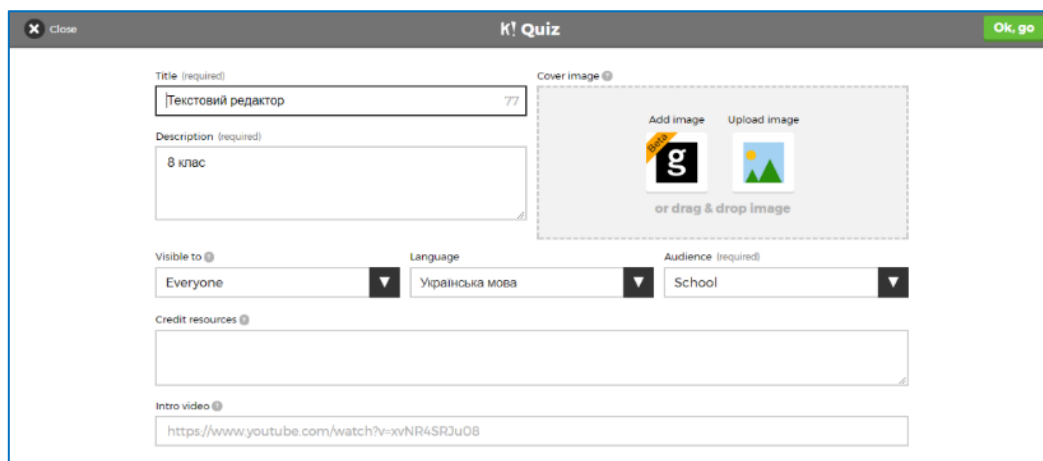 Close
K! Quiz
Ok, go
Title (required)
Текстовий редактор
77
Description (required)
8 клас
Cover image
Add image
Upload image
Beta
g
or drag & drop image
Visible to
Everyone
Language
Українська мова
Audience (required)
School
Credit resources
Intro video
https://www.youtube.com/watch?v=xvNR4SRJu08